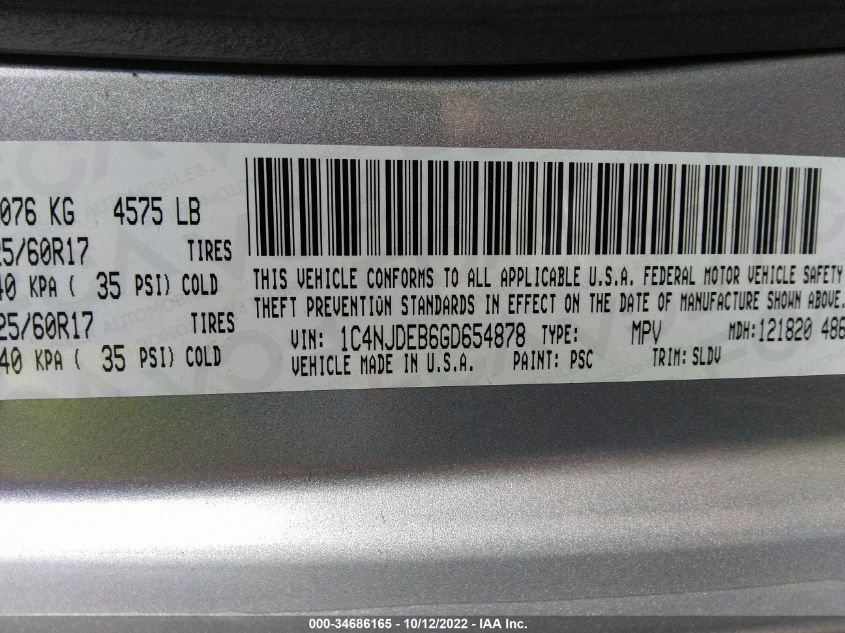 076 KG 4575 LB
25/60R17 TIRES
40 KPA ( 35 PSI) COLD
25/60R17 TIRES
40 KPA ( 35 PSI) COLD
THIS VEHICLE CONFORMS TO ALL APPLICABLE U.S.A. FEDERAL MOTOR VEHICLE SAFETY
THEFT PREVENTION STANDARDS IN EFFECT ON THE DATE OF MANUFACTURE SHOWN ABOVE.
VIN: 1C4NJDEB6GD654878 TYPE: MPV MDH:121820 486
VEHICLE MADE IN U.S.A. PAINT: PSC TRIM: SLDV
000-34686165 - 10/12/2022 - IAA Inc.